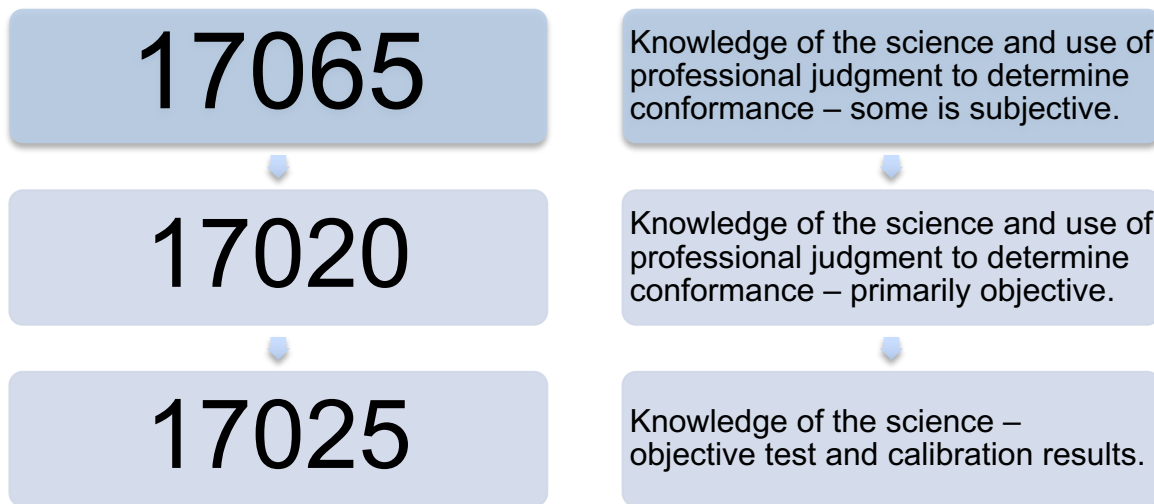 17065
Knowledge of the science and use of
professional judgment to determine
conformance – some is subjective.
17020
Knowledge of the science and use of
professional judgment to determine
conformance – primarily objective.
17025
Knowledge of the science –
objective test and calibration results.